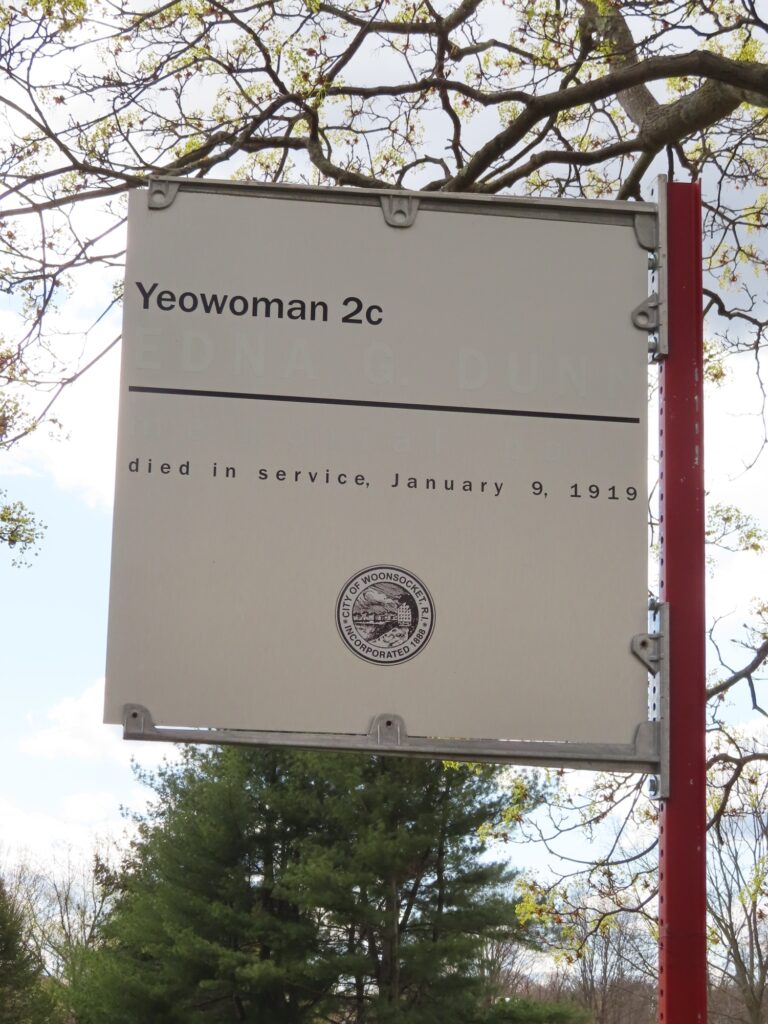 Yeowoman 2c
EDNA G. DUNN
died in service, January 9, 1919
CITY OF WOONSOCKET, R.I.
INCORPORATED 1888